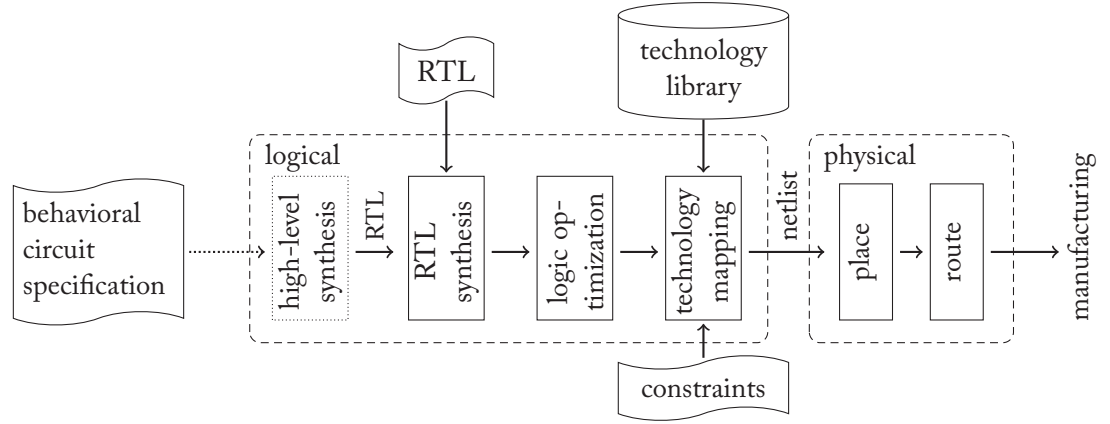 RTL
technology
library
logical
physical
behavioral
circuit
specification
high-level
synthesis
RTL
RTL
synthesis
logic op-
timization
technology
mapping
netlist
place
route
manufacturing
constraints